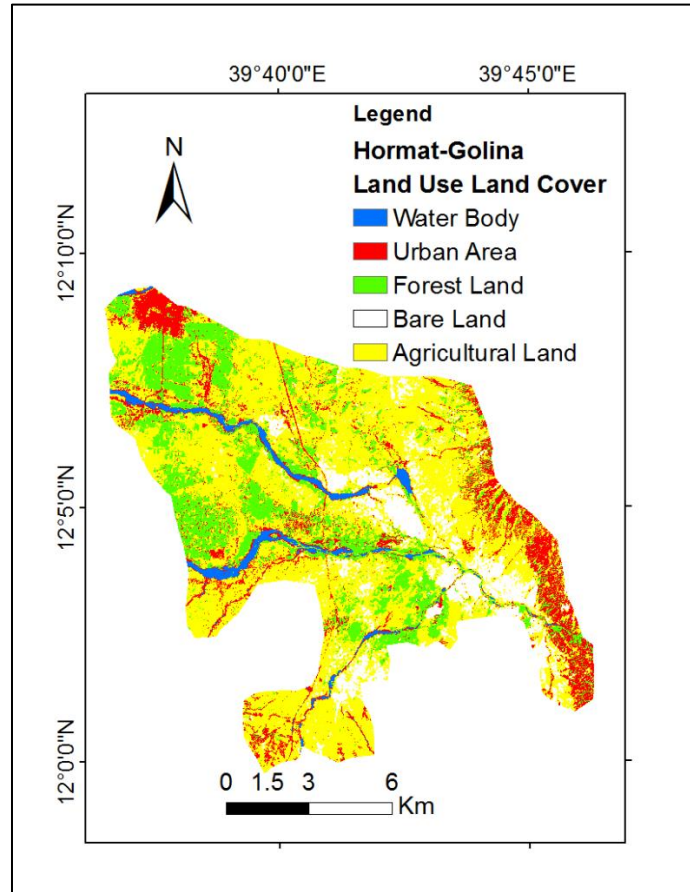 39°40'0"E
39°45'0"E
Legend
Hormat-Golina
Land Use Land Cover
Water Body
Urban Area
Forest Land
Bare Land
Agricultural Land
N
12°10'0"N
12°5'0"N
12°0'0"N
0 1.5 3 6
Km